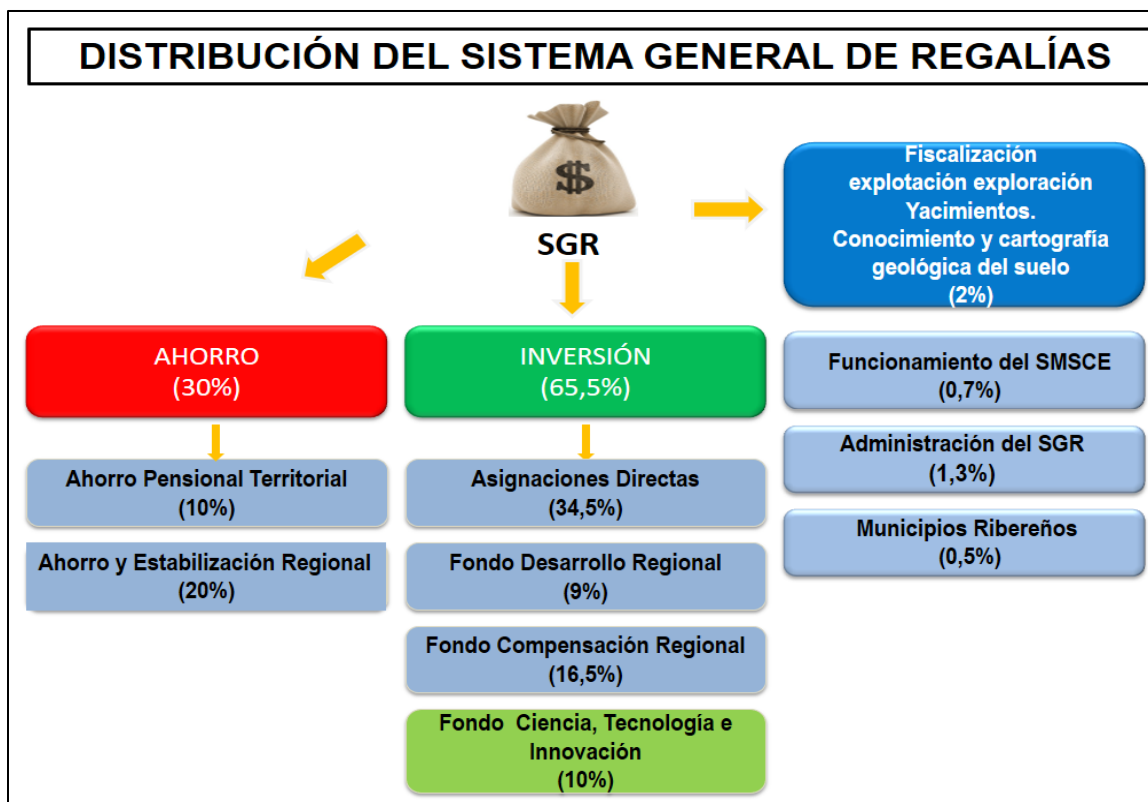 DISTRIBUCIÓN DEL SISTEMA GENERAL DE REGALÍAS
$
SGR
AHORRO
(30%)
Ahorro Pensional Territorial
(10%)
Ahorro y Estabilización Regional
(20%)
INVERSIÓN
(65,5%)
Asignaciones Directas
(34,5%)
Fondo Desarrollo Regional
(9%)
Fondo Compensación Regional
(16,5%)
Fondo Ciencia, Tecnología e
Innovación
(10%)
Fiscalización
explotación exploración
Yacimientos.
Conocimiento y cartografía
geológica del suelo
(2%)
Funcionamiento del SMSCE
(0,7%)
Administración del SGR
(1,3%)
Municipios Ribereños
(0,5%)